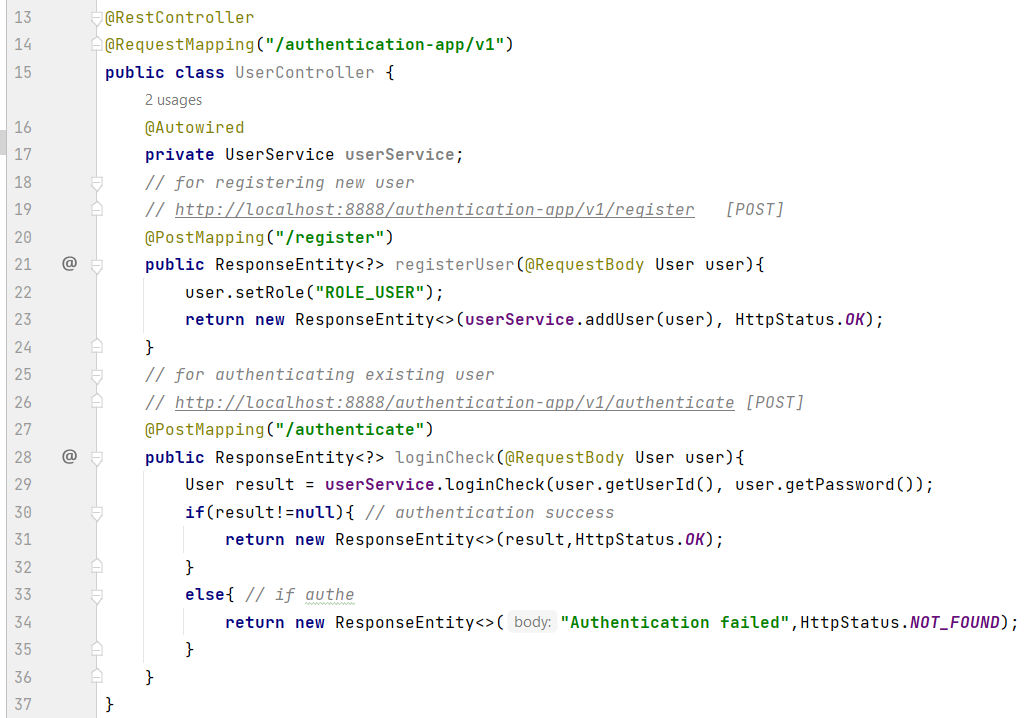 13 @RestController
14 @RequestMapping("/authentication-app/v1")
15 public class UserController {
2 usages
16 @Autowired
17 private UserService userService;
18 // for registering new user
19 // http://localhost:8888/authentication-app/v1/register [POST]
20 @PostMapping("/register")
21 @ public ResponseEntity<?> registerUser(@RequestBody User user){
22 user.setRole("ROLE_USER");
23 return new ResponseEntity<>(userService.addUser(user), HttpStatus.OK);
24 }
25 // for authenticating existing user
26 // http://localhost:8888/authentication-app/v1/authenticate [POST]
27 @PostMapping("/authenticate")
28 @ public ResponseEntity<?> loginCheck(@RequestBody User user){
29 User result = userService.loginCheck(user.getUserId(), user.getPassword());
30 if(result!=null){ // authentication success
31 return new ResponseEntity<>(result,HttpStatus.OK);
32 }
33 else{ // if authe
34 return new ResponseEntity<>( body: "Authentication failed",HttpStatus.NOT_FOUND);
35 }
36 }
37 }